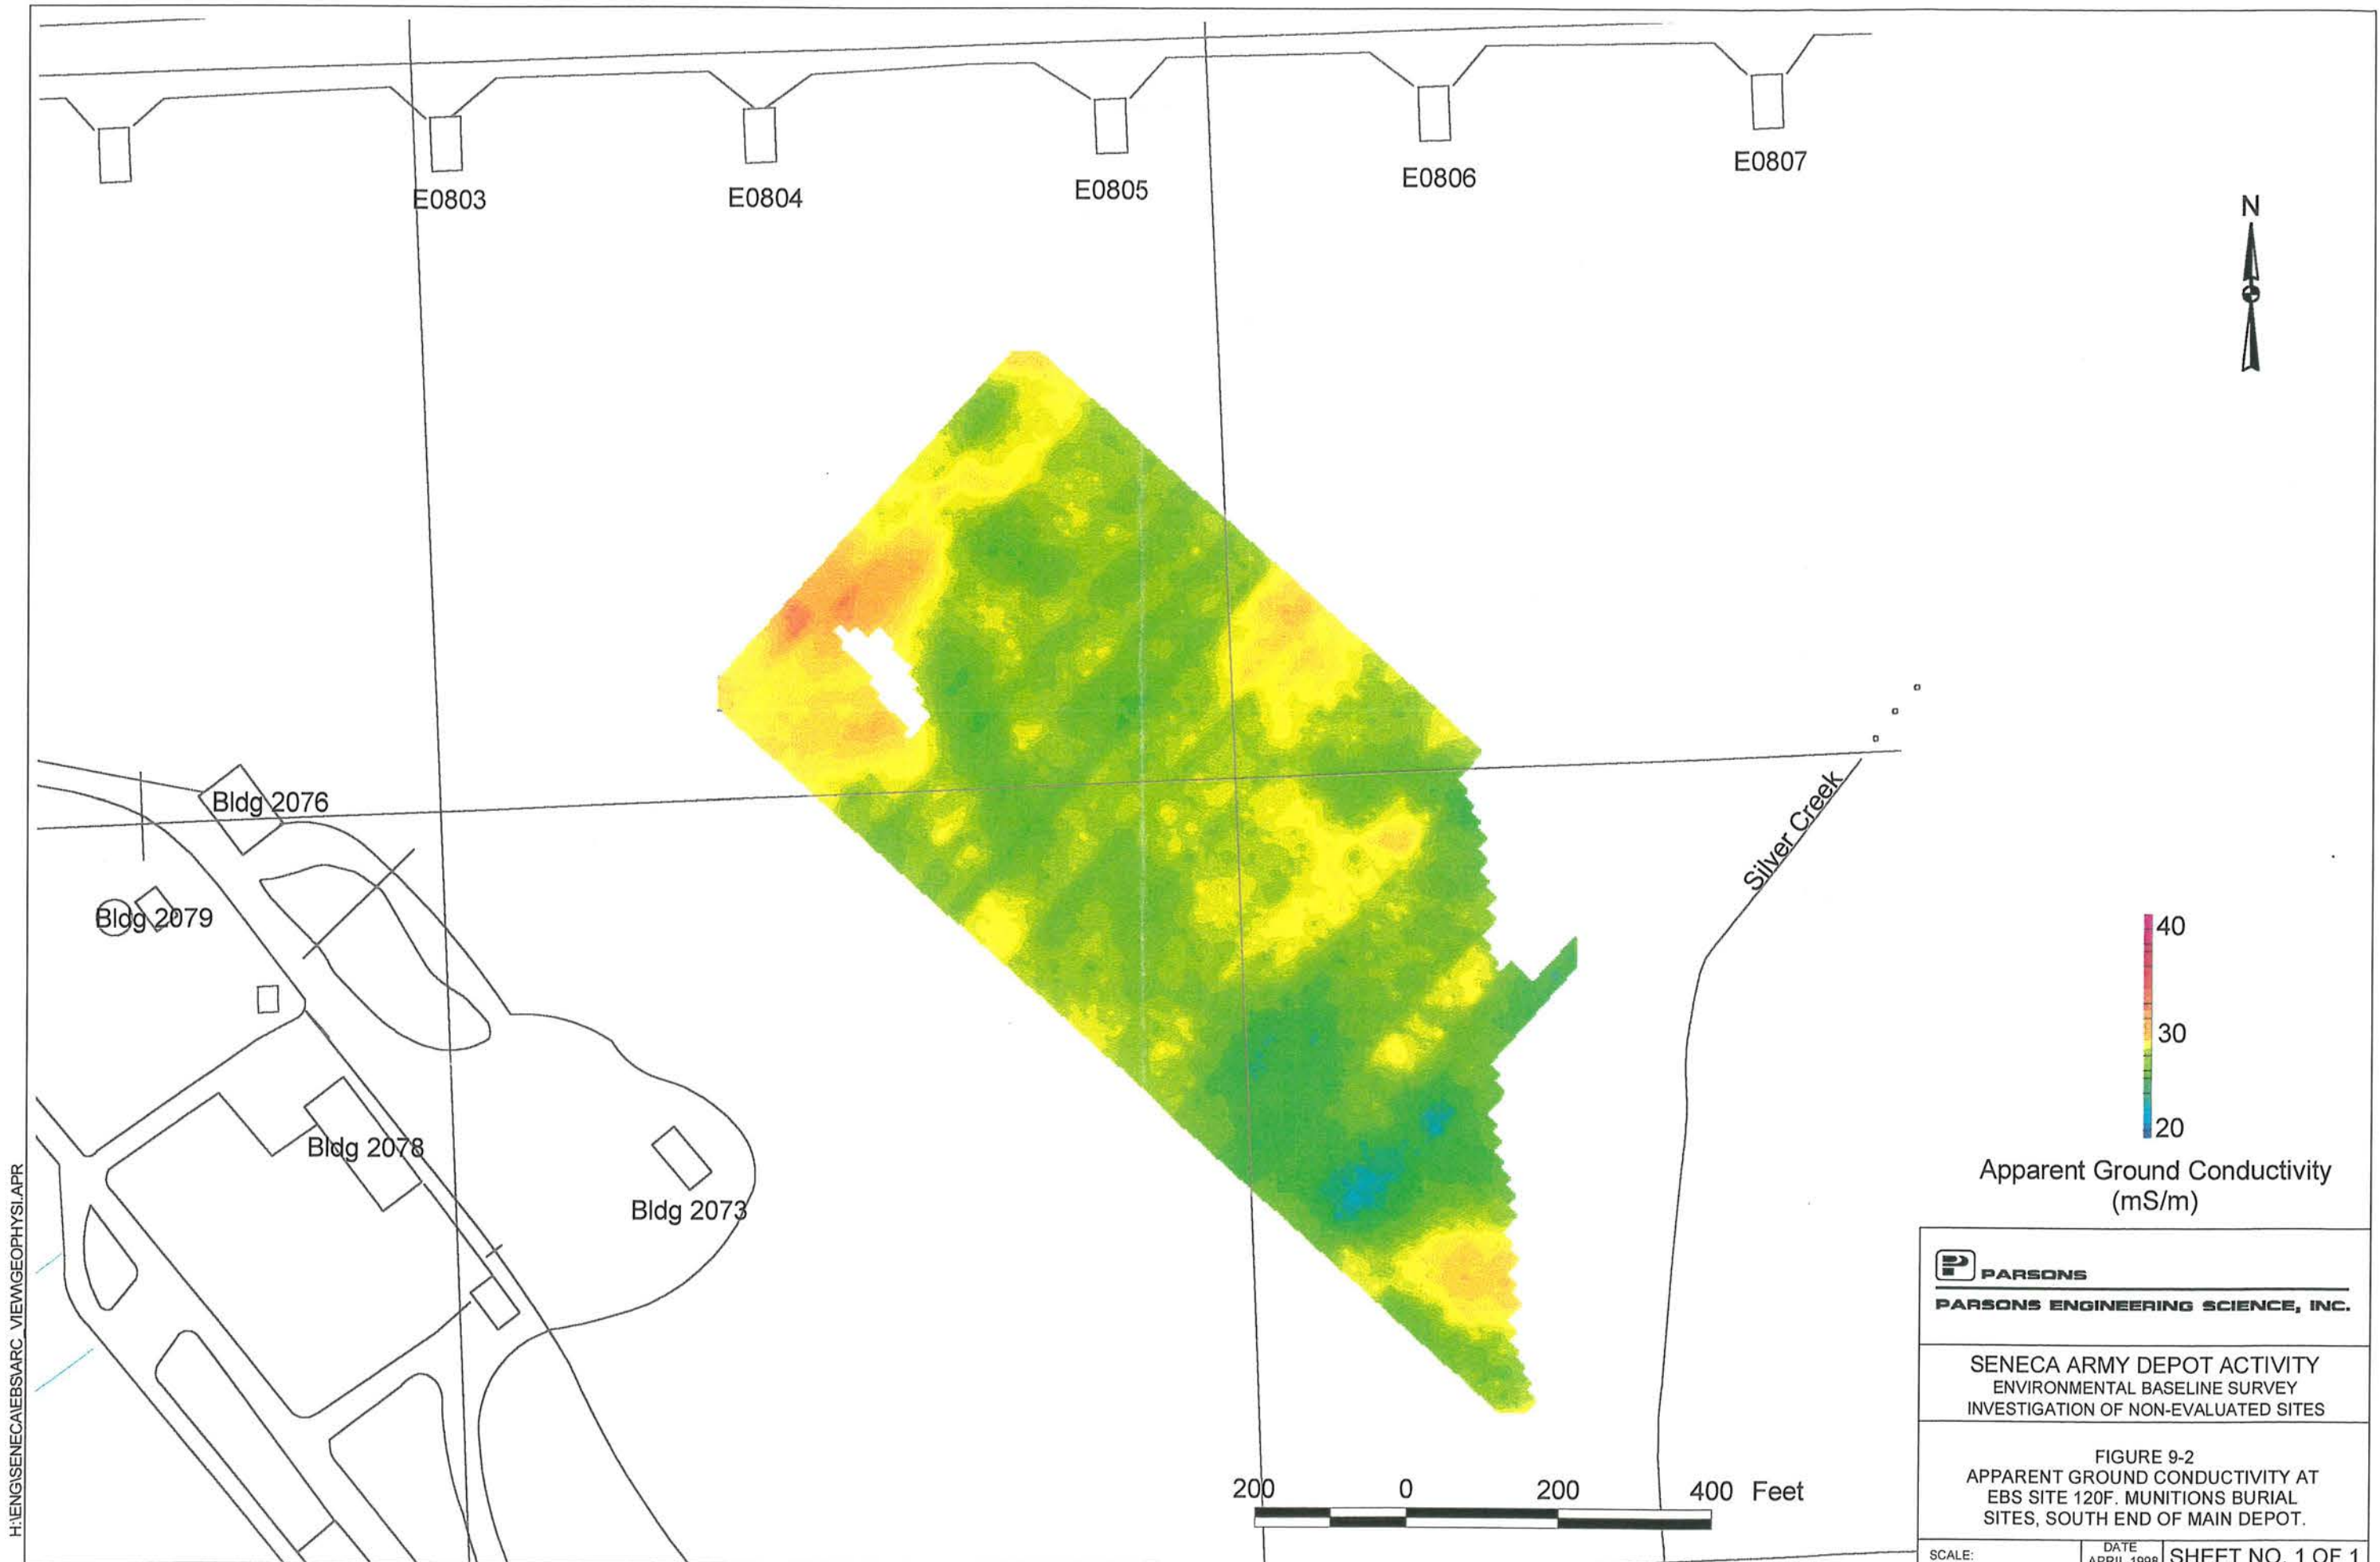 E0803
E0804
E0805
E0806
E0807
N
Silver Creek
Bldg 2076
Bldg 2079
Bldg 2078
Bldg 2073
40
30
20
Apparent Ground Conductivity
(mS/m)
200 0 200 400 Feet
P PARSONS
PARSONS ENGINEERING SCIENCE, INC.
SENECA ARMY DEPOT ACTIVITY
ENVIRONMENTAL BASELINE SURVEY
INVESTIGATION OF NON-EVALUATED SITES
FIGURE 9-2
APPARENT GROUND CONDUCTIVITY AT
EBS SITE 120F. MUNITIONS BURIAL
SITES, SOUTH END OF MAIN DEPOT.
SCALE:
DATE
APRIL 1998
SHEET NO. 1 OF 1
H:\ENG\SENECA\EBS\ARC_VIEW\GEOPHYSI.APR